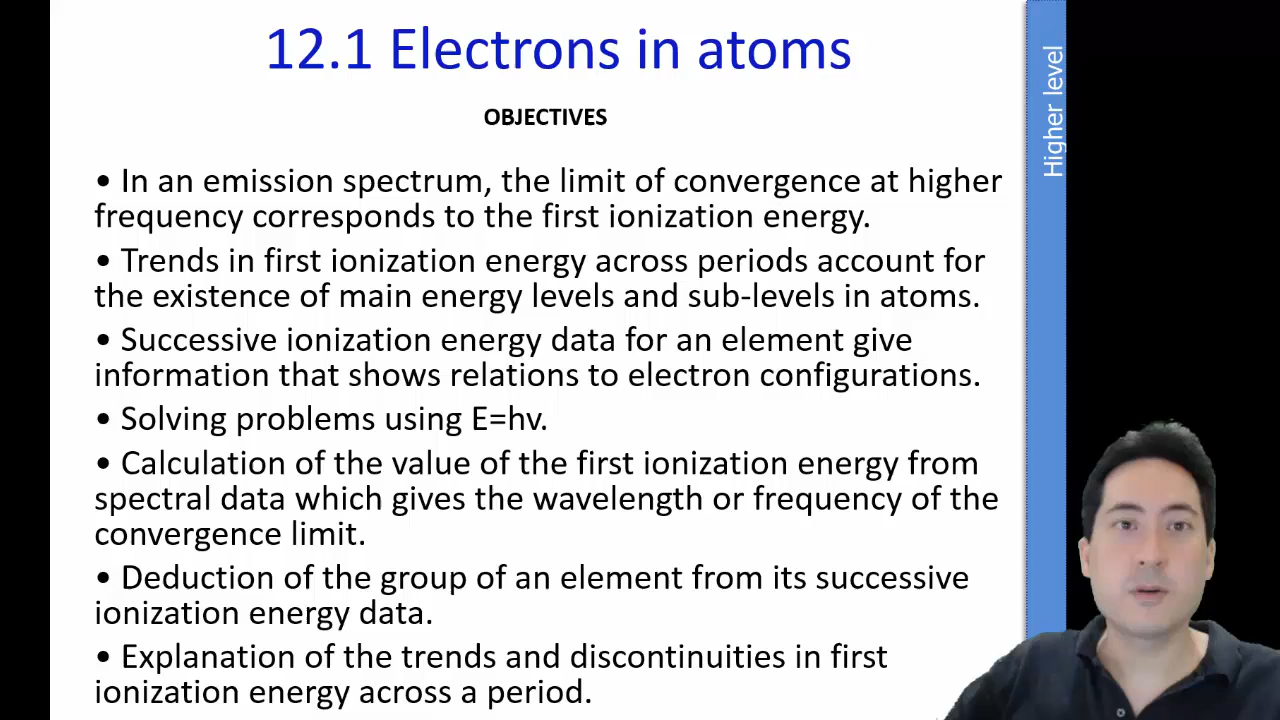 12.1 Electrons in atoms
OBJECTIVES
• In an emission spectrum, the limit of convergence at higher
frequency corresponds to the first ionization energy.
• Trends in first ionization energy across periods account for
the existence of main energy levels and sub-levels in atoms.
• Successive ionization energy data for an element give
information that shows relations to electron configurations.
• Solving problems using E=hv.
• Calculation of the value of the first ionization energy from
spectral data which gives the wavelength or frequency of the
convergence limit.
• Deduction of the group of an element from its successive
ionization energy data.
• Explanation of the trends and discontinuities in first
ionization energy across a period.
Higher level